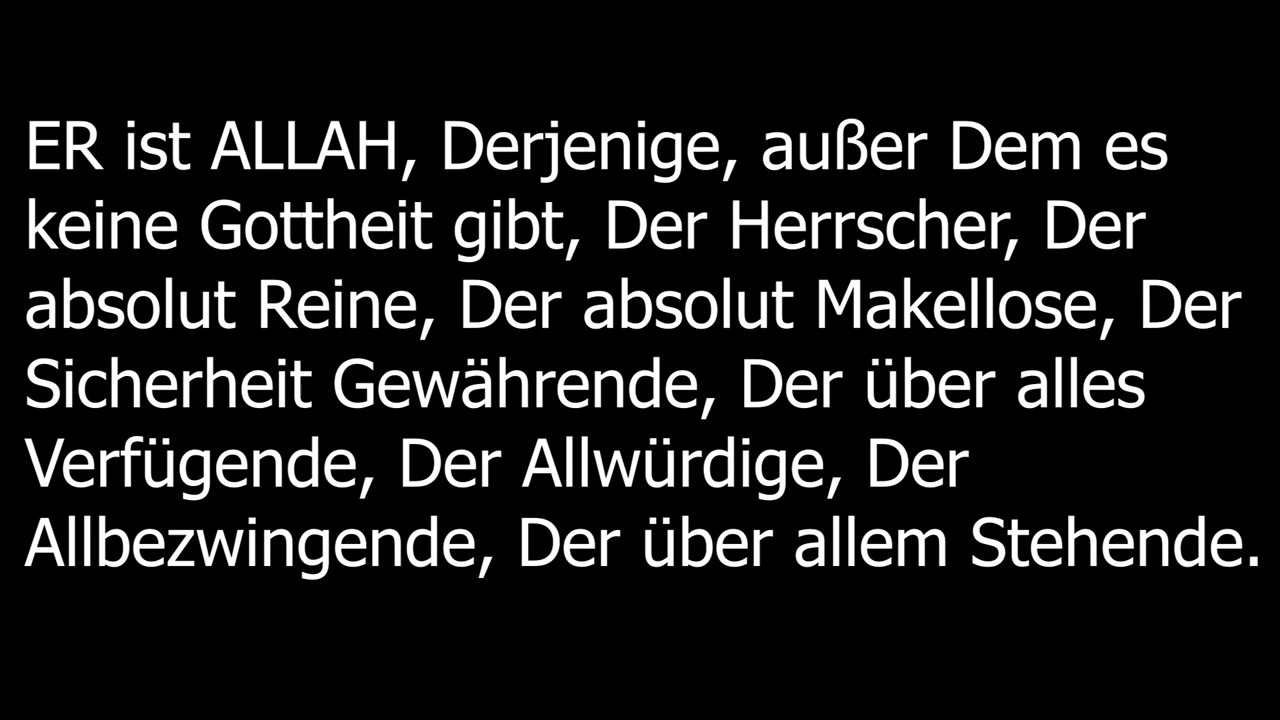 ER ist ALLAH, Derjenige, außer Dem es
keine Gottheit gibt, Der Herrscher, Der
absolut Reine, Der absolut Makellose, Der
Sicherheit Gewährende, Der über alles
Verfügende, Der Allwürdige, Der
Allbezwingende, Der über allem Stehende.